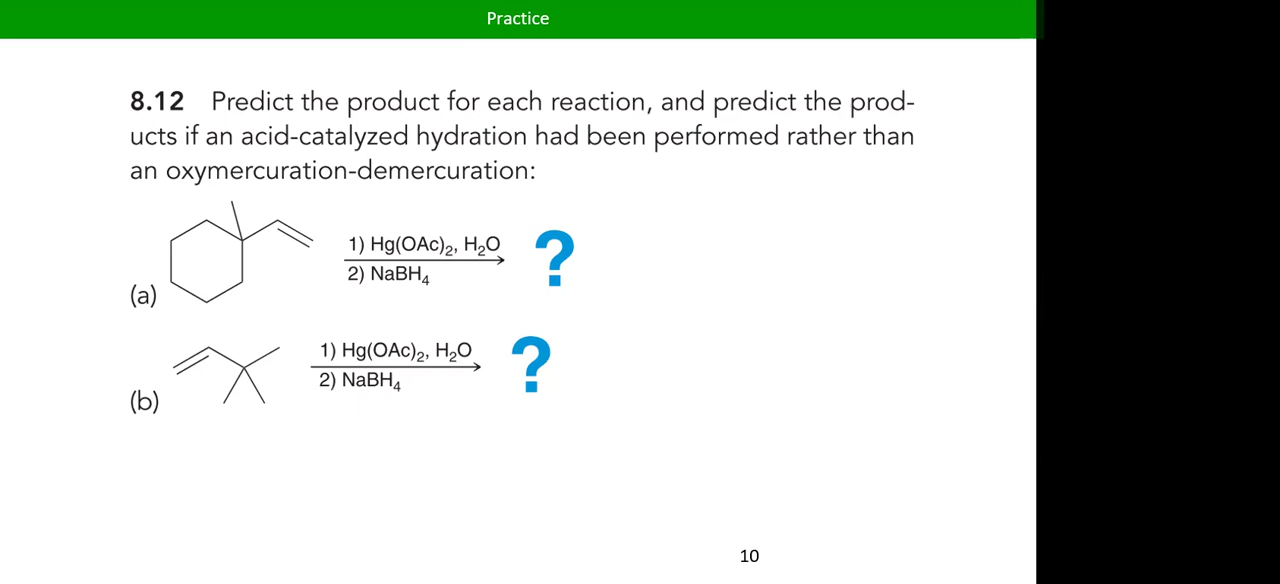 Practice
8.12 Predict the product for each reaction, and predict the prod-
ucts if an acid-catalyzed hydration had been performed rather than
an oxymercuration-demercuration:
(a)
1) Hg(OAc)₂, H₂O
2) NaBH₄
?
(b)
1) Hg(OAc)₂, H₂O
2) NaBH₄
?
10